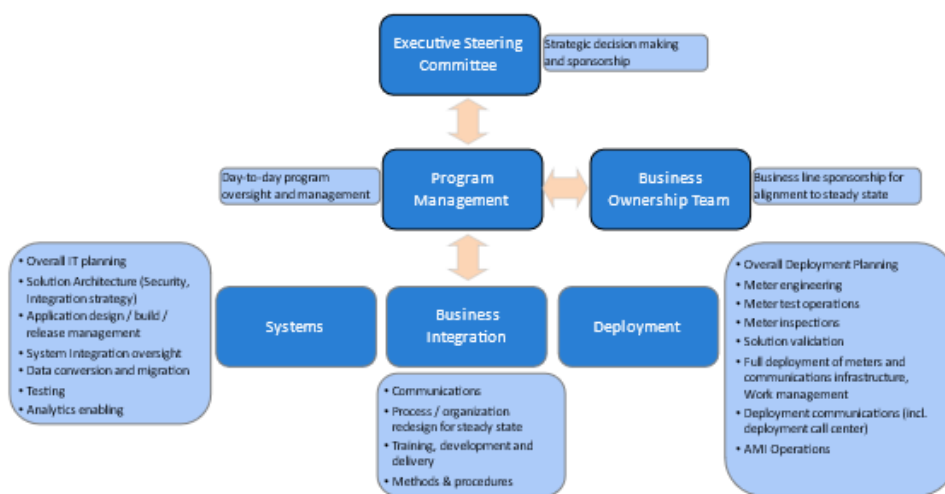 Executive Steering
Committee
Strategic decision making
and sponsorship
Day-to-day program
oversight and management
Program
Management
Business
Ownership Team
Business line sponsorship for
alignment to steady state
• Overall IT planning
• Solution Architecture (Security,
Integration strategy)
• Application design / build /
release management
• System Integration oversight
• Data conversion and migration
• Testing
• Analytics enabling
Systems
Business
Integration
Deployment
• Communications
• Process / organization
redesign for steady state
• Training, development and
delivery
• Methods & procedures
• Overall Deployment Planning
• Meter engineering
• Meter test operations
• Meter inspections
• Solution validation
• Full deployment of meters and
communications infrastructure,
Work management
• Deployment communications (incl.
deployment call center)
• AMI Operations